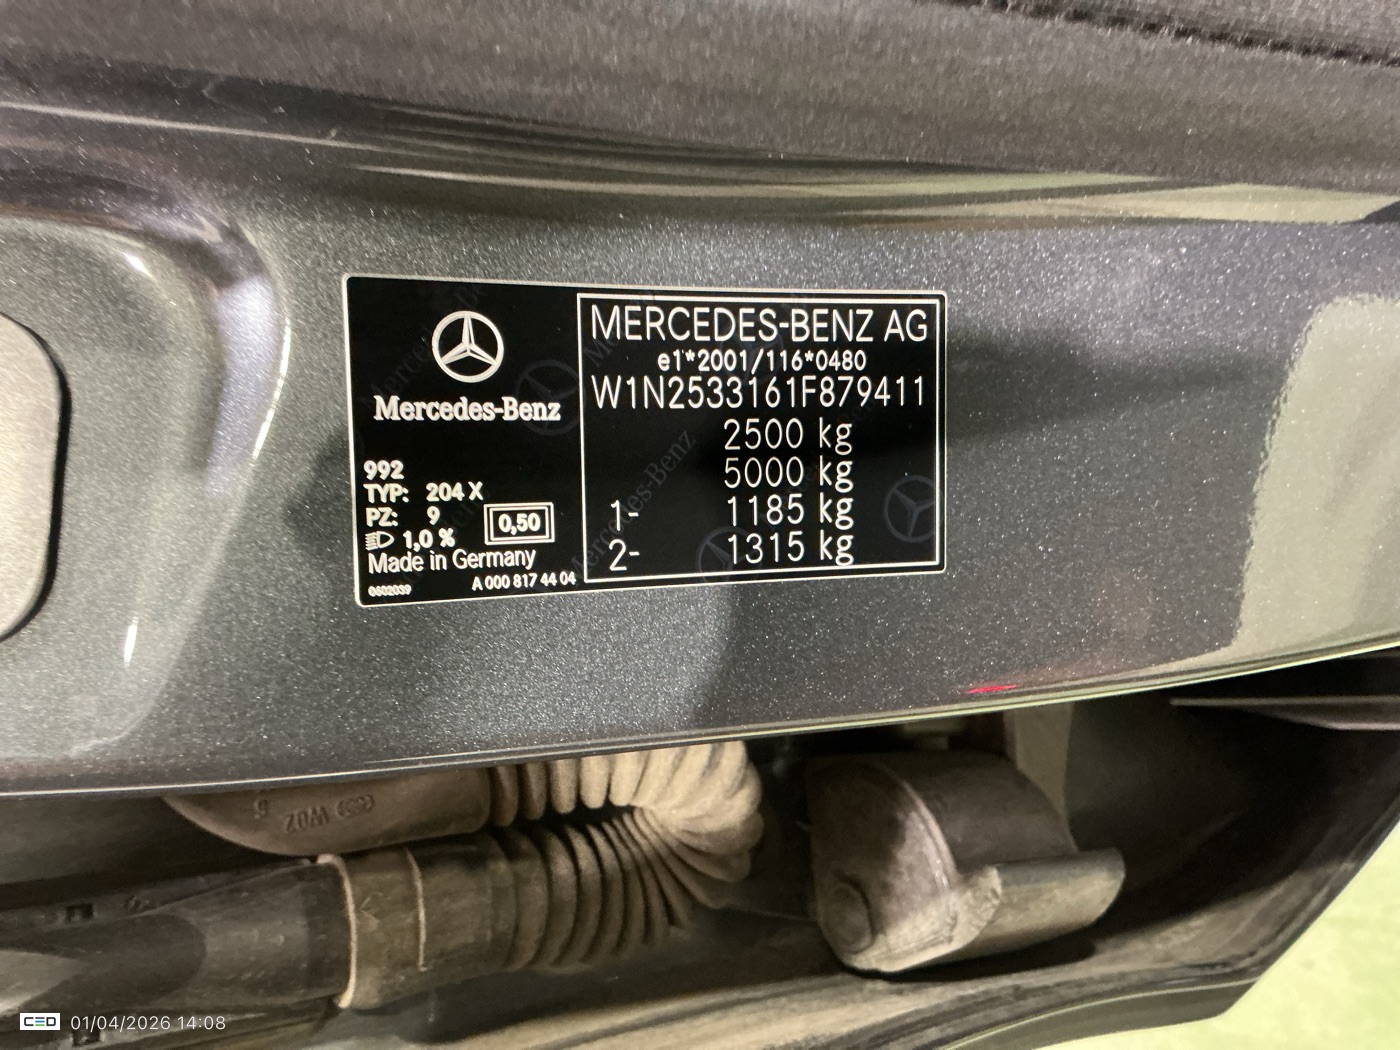 Mercedes-Benz
992
TYP: 204 X
PZ: 9
1,0 %
0,50
Made in Germany
A 000 817 44 04
MERCEDES-BENZ AG
e1*2001/116*0480
W1N2533161F879411
2500 kg
5000 kg
1- 1185 kg
2- 1315 kg
CED 01/04/2026 14:08